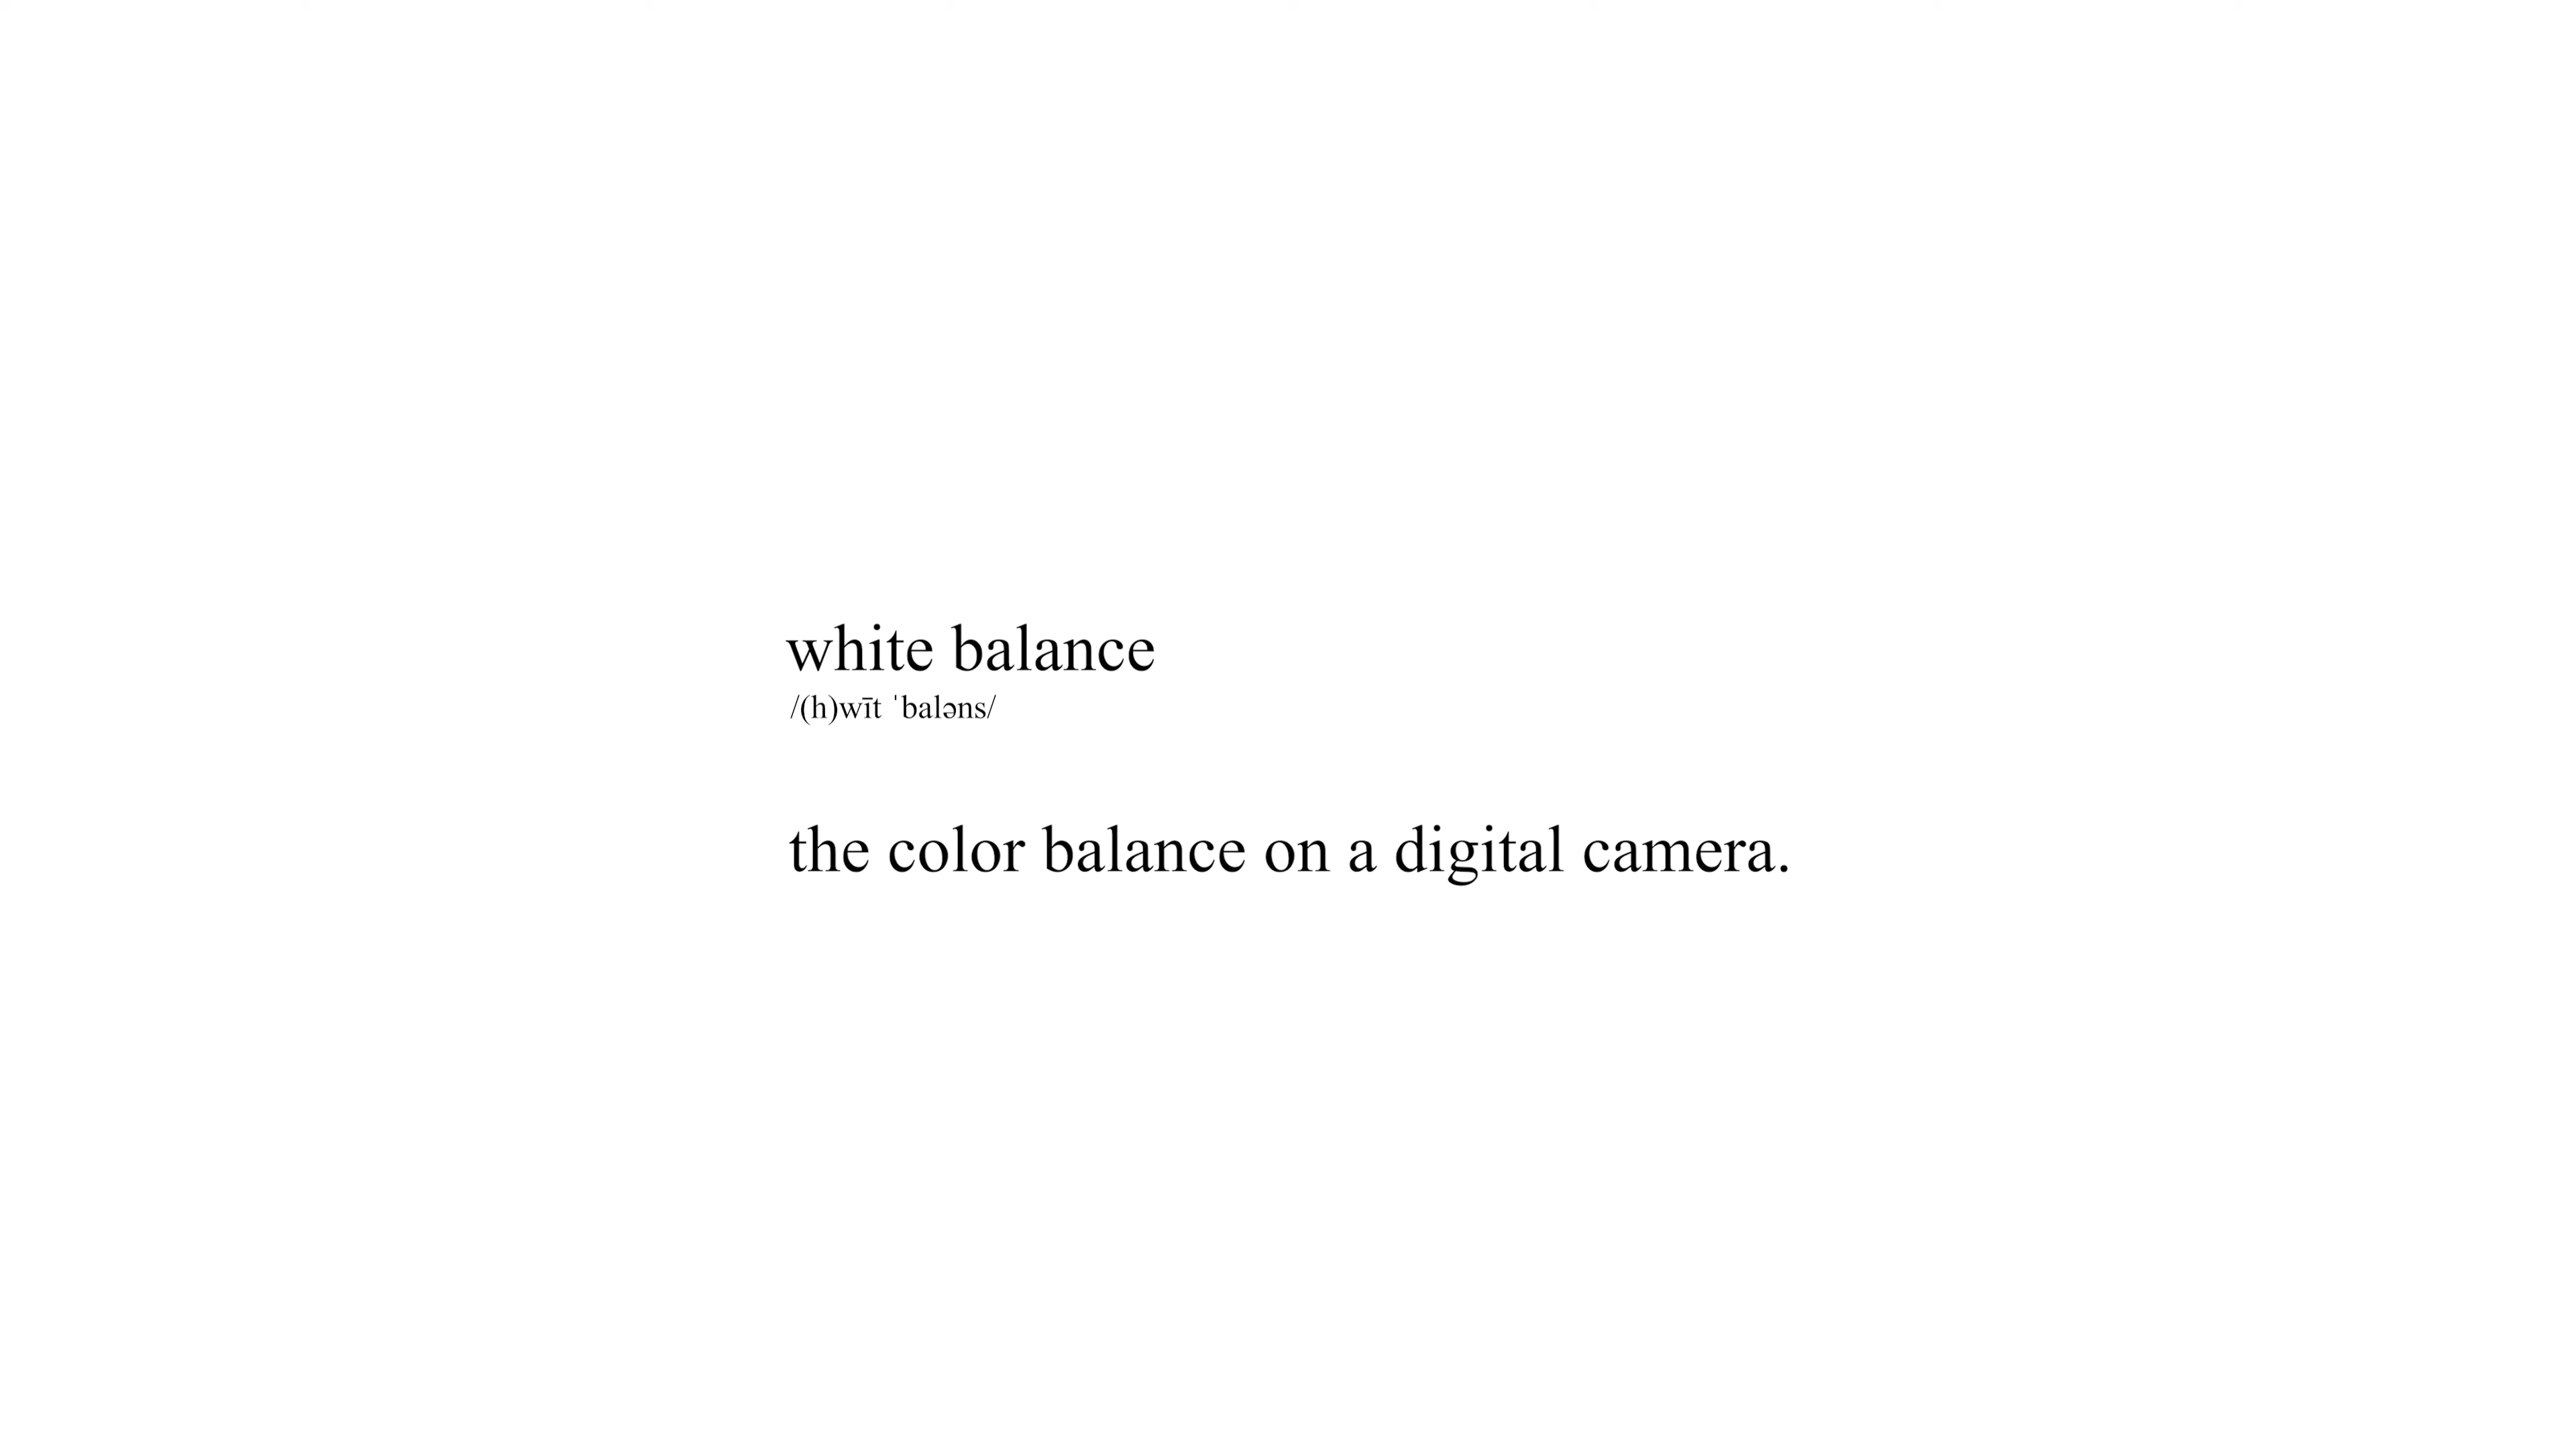 white balance
/(h)wīt ˈbaləns/
the color balance on a digital camera.